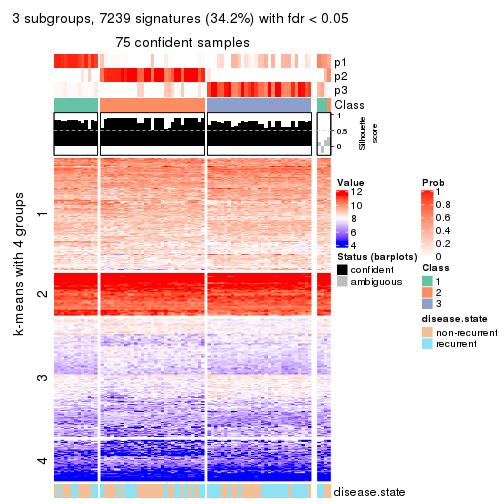 3 subgroups, 7239 signatures (34.2%) with fdr < 0.05
75 confident samples
p1
p2
p3
Class
1
0.5
0
Silhouette
score
k-means with 4 groups
1
2
3
4
disease.state
Value
12
10
8
6
4
Status (barplots)
confident
ambiguous
Prob
1
0.8
0.6
0.4
0.2
0
Class
1
2
3
disease.state
non-recurrent
recurrent